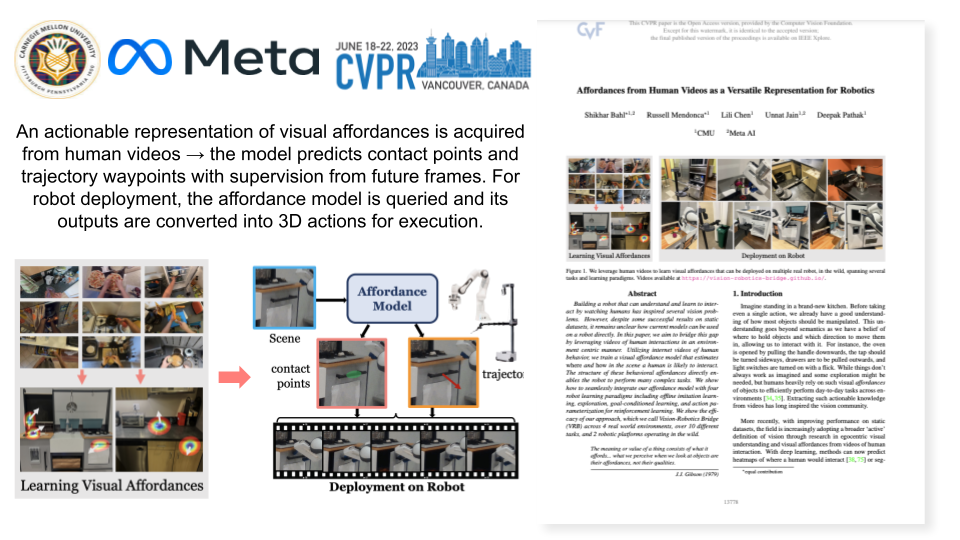 CARNEGIE MELLON UNIVERSITY
Meta
JUNE 18-22, 2023
CVPR
VANCOUVER, CANADA
An actionable representation of visual affordances is acquired
from human videos → the model predicts contact points and
trajectory waypoints with supervision from future frames. For
robot deployment, the affordance model is queried and its
outputs are converted into 3D actions for execution.
Learning Visual Affordances
Scene
Affordance
Model
contact
points
trajecto
Deployment on Robot
CVF
This CVPR paper is the Open Access version, provided by the Computer Vision Foundation.
Except for this watermark, it is identical to the accepted version;
the final published version of the proceedings is available on IEEE Xplore.
Affordances from Human Videos as a Versatile Representation for Robotics
Shikhar Bahl*1,2 Russell Mendonca*1 Lili Chen1 Unnat Jain1,2 Deepak Pathak1
1CMU 2Meta AI
Learning Visual Affordances
Deployment on Robot
Figure 1. We leverage human videos to learn visual affordances that can be deployed on multiple real robot, in the wild, spanning several
tasks and learning paradigms. Videos available at https://vision-robotics-bridge.github.io/.
Abstract
Building a robot that can understand and learn to inter-
act by watching humans has inspired several vision prob-
lems. However, despite some successful results on static
datasets, it remains unclear how current models can be used
on a robot directly. In this paper, we aim to bridge this gap
by leveraging videos of human interactions in an environ-
ment centric manner. Utilizing internet videos of human
behavior, we train a visual affordance model that estimates
where and how in the scene a human is likely to interact.
The structure of these behavioral affordances directly en-
ables the robot to perform many complex tasks. We show
how to seamlessly integrate our affordance model with four
robot learning paradigms including offline imitation learn-
ing, exploration, goal-conditioned learning, and action pa-
rameterization for reinforcement learning. We show the effi-
cacy of our approach, which we call Vision-Robotics Bridge
(VRB) across 4 real world environments, over 10 different
tasks, and 2 robotic platforms operating in the wild.
The meaning or value of a thing consists of what it
affords... what we perceive when we look at objects are
their affordances, not their qualities.
J.J. Gibson (1979)
1. Introduction
Imagine standing in a brand-new kitchen. Before taking
even a single action, we already have a good understand-
ing of how most objects should be manipulated. This un-
derstanding goes beyond semantics as we have a belief of
where to hold objects and which direction to move them
in, allowing us to interact with it. For instance, the oven
is opened by pulling the handle downwards, the tap should
be turned sideways, drawers are to be pulled outwards, and
light switches are turned on with a flick. While things don't
always work as imagined and some exploration might be
needed, but humans heavily rely on such visual affordances
of objects to efficiently perform day-to-day tasks across en-
vironments
Extracting such actionable knowledge
from videos has long inspired the vision community.
More recently, with improving performance on static
datasets, the field is increasingly adopting a broader 'active'
definition of vision through research in egocentric visual
understanding and visual affordances from videos of human
interaction. With deep learning, methods can now predict
heatmaps of where a human would interact
or seg-
*equal contribution
13778